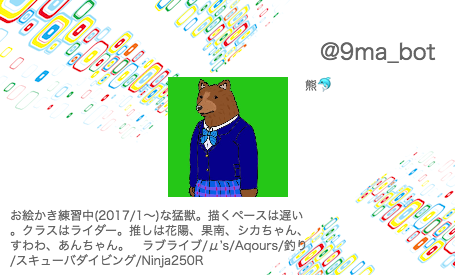 @9ma_bot
熊🐬
お絵かき練習中(2017/1〜)な猛獣。描くペースは遅い
。クラスはライダー。推しは花陽、果南、シカちゃん、
すわわ、あんちゃん。　ラブライブ/μ's/Aqours/釣り
/スキューバダイビング/Ninja250R